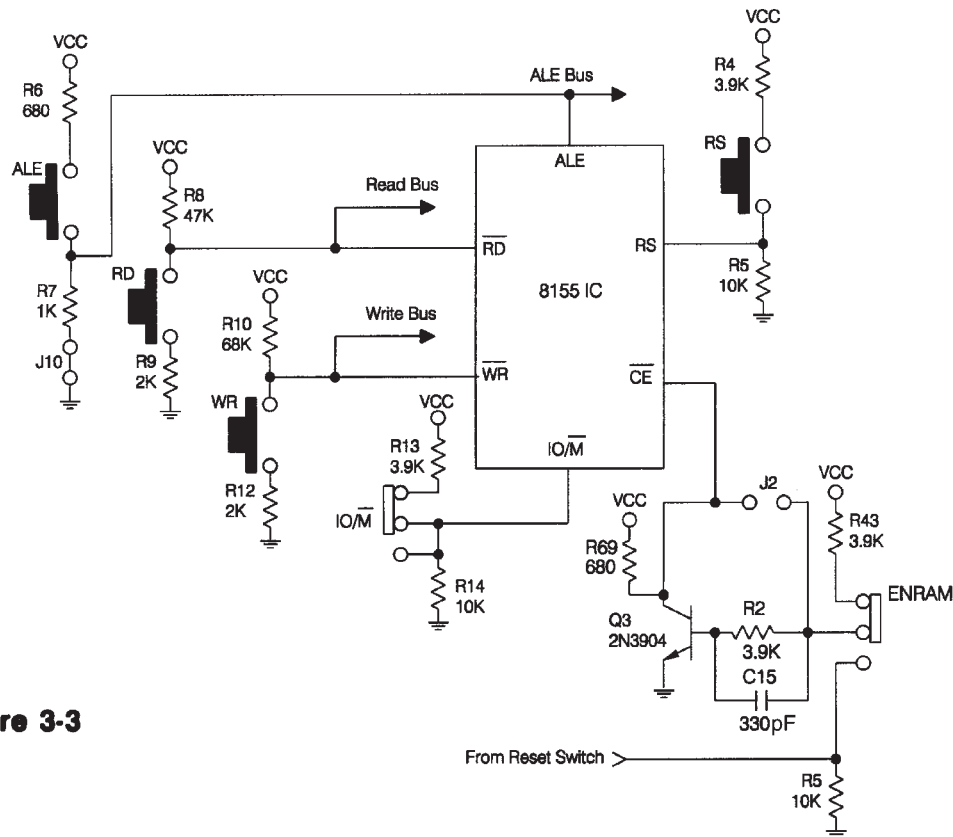 VCC
R6
680
ALE
R7
1K
J10
VCC
R8
47K
RD
R9
2K
VCC
R10
68K
WR
R12
2K
ALE Bus
Read Bus
Write Bus
ALE
RD
WR
8155 IC
RS
CE
IO/M
VCC
R4
3.9K
RS
R5
10K
VCC
R13
3.9K
IO/M
R14
10K
VCC
R69
680
Q3
2N3904
J2
R2
3.9K
C15
330pF
VCC
R43
3.9K
ENRAM
From Reset Switch
R5
10K
re 3-3